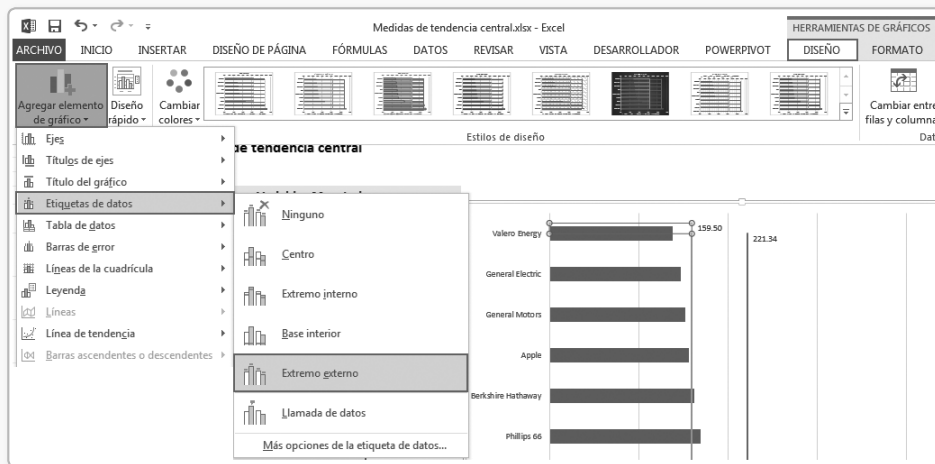 Medidas de tendencia central.xlsx - Excel
HERRAMIENTAS DE GRÁFICOS
ARCHIVO INICIO INSERTAR DISEÑO DE PÁGINA FÓRMULAS DATOS REVISAR VISTA DESARROLLADOR POWERPIVOT DISEÑO FORMATO
Agregar elemento
de gráfico
Diseño
rápido
Cambiar
colores
Cambiar entre
filas y columna
Estilos de diseño
Dat
Ejes
Títulos de ejes
Título del gráfico
Etiquetas de datos
Tabla de datos
Barras de error
Líneas de la cuadrícula
Leyenda
Líneas
Línea de tendencia
Barras ascendentes o descendentes
de tendencia central
Ninguno
Centro
Extremo interno
Base interior
Extremo externo
Llamada de datos
Más opciones de la etiqueta de datos...
Valero Energy
159.50
221.34
General Electric
General Motors
Apple
Berkshire Hathaway
Phillips 66